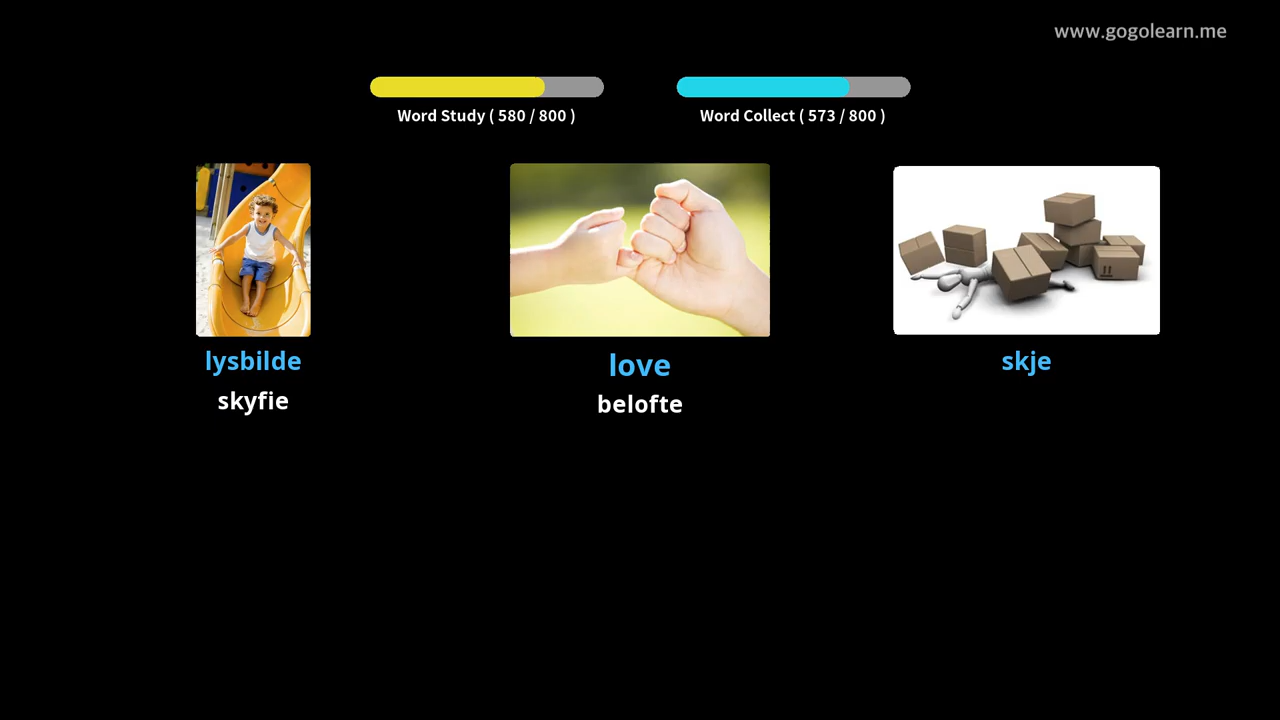 www.gogolearn.me
Word Study ( 580 / 800 )
Word Collect ( 573 / 800 )
lysbilde
skyfie
love
belofte
skje